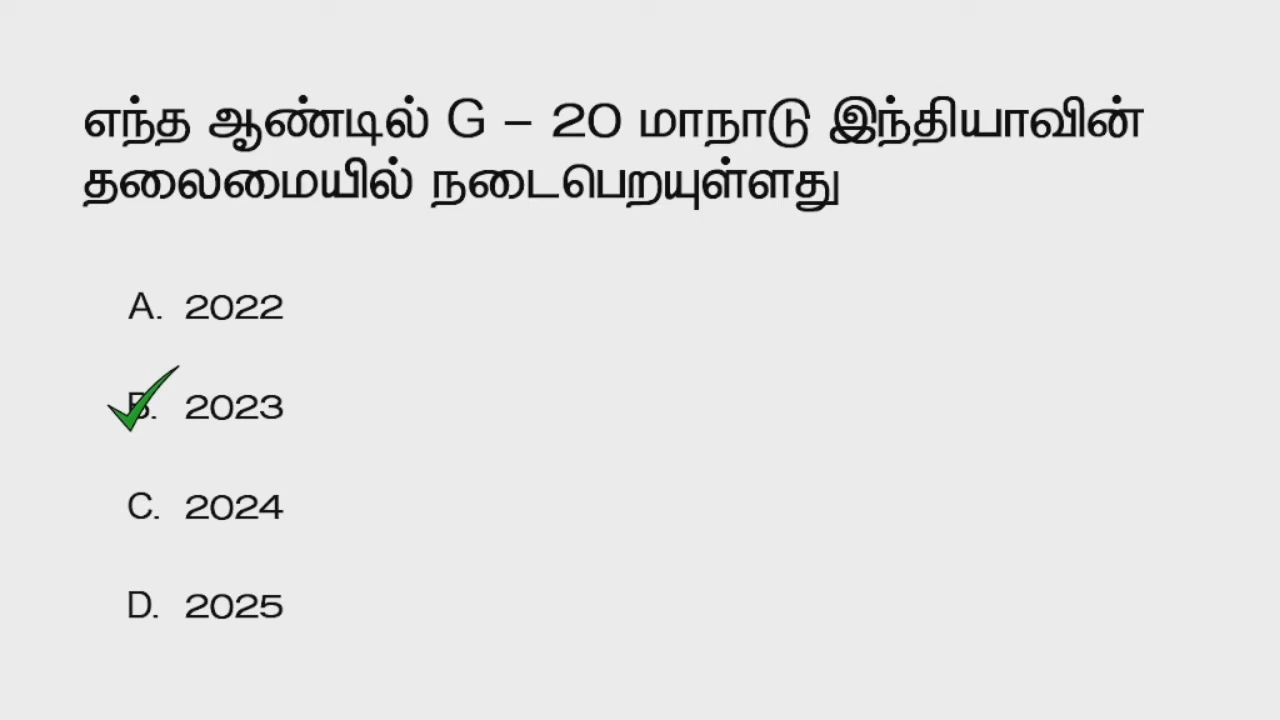 எந்த ஆண்டில் G – 20 மாநாடு இந்தியாவின்
தலைமையில் நடைபெறயுள்ளது
A. 2022
B. 2023
C. 2024
D. 2025